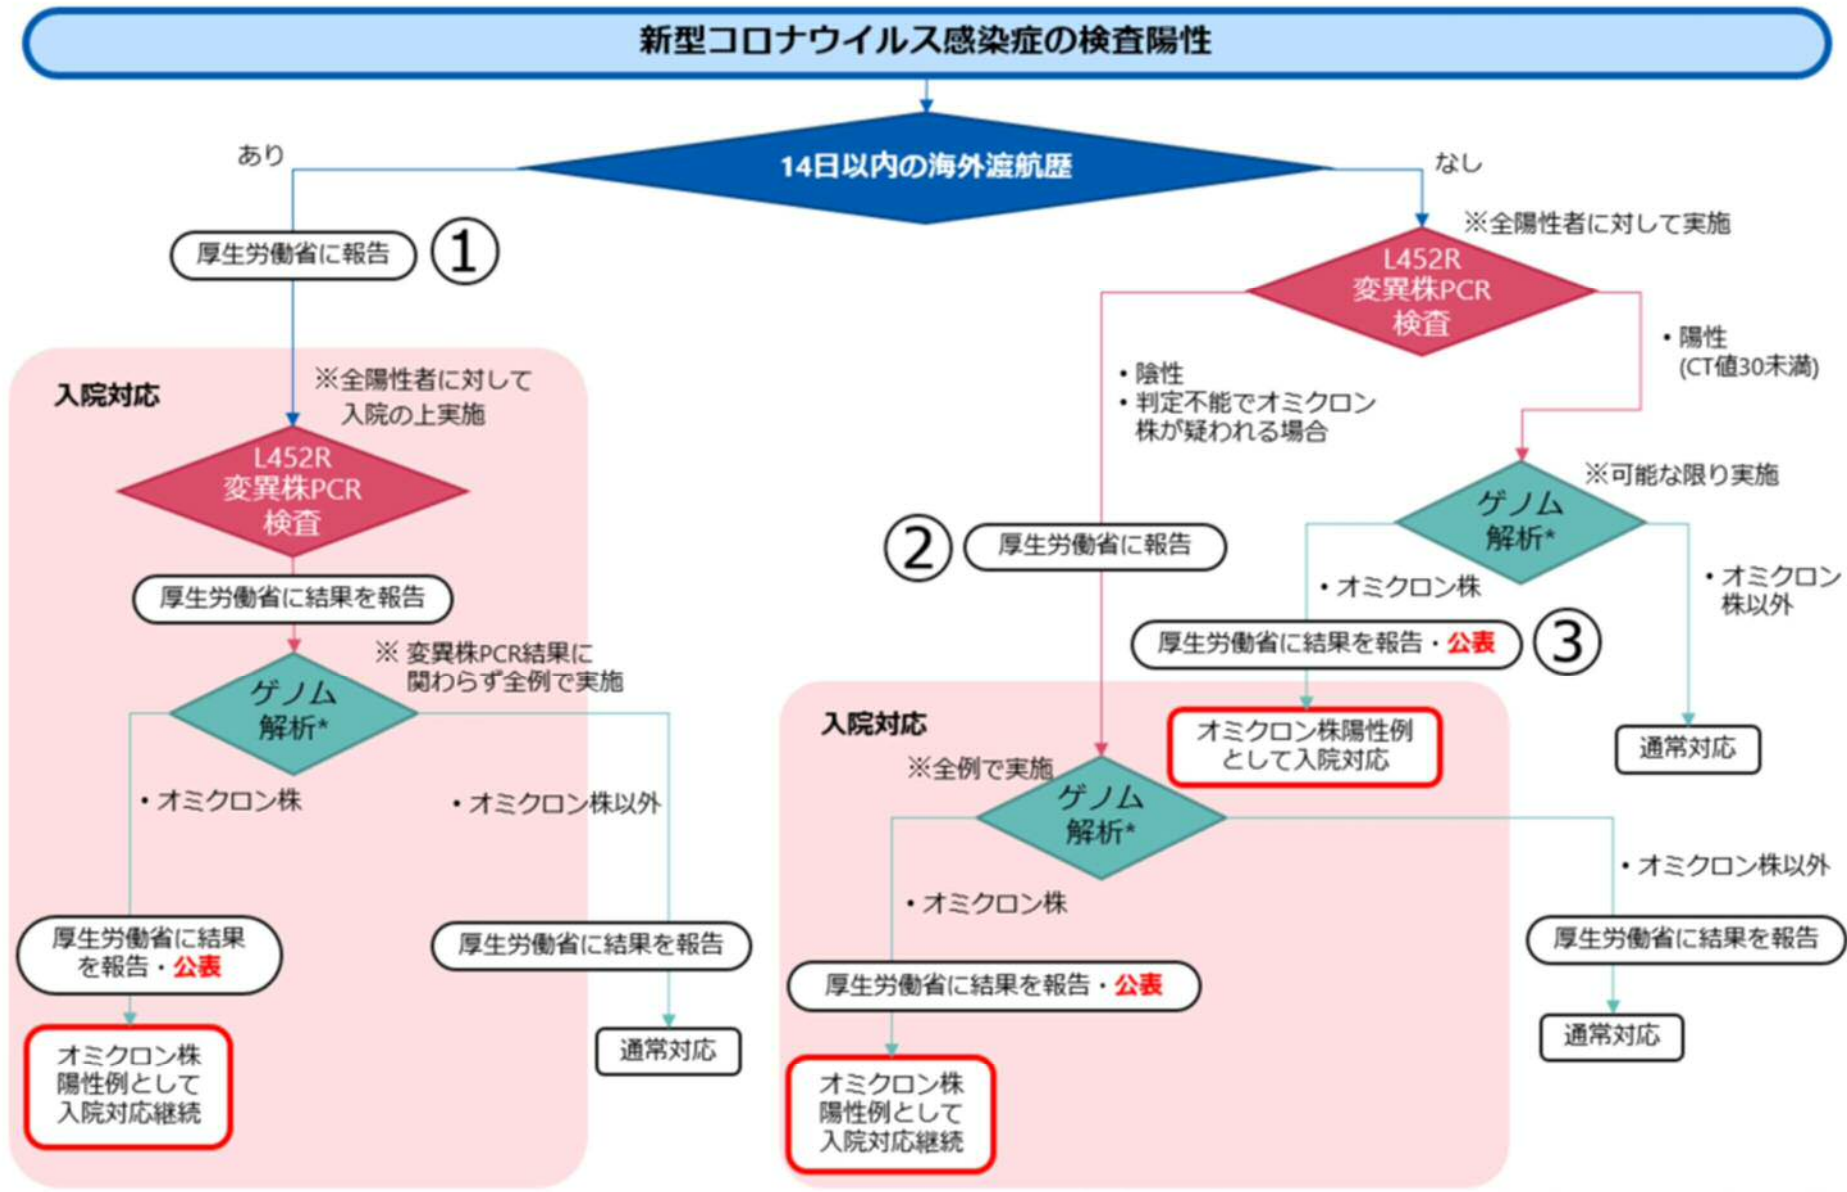 新型コロナウイルス感染症の検査陽性
14日以内の海外渡航歴
あり
なし
厚生労働省に報告
①
※全陽性者に対して実施
L452R
変異株PCR
検査
・陽性
(CT値30未満)
・陰性
・判定不能でオミクロン
株が疑われる場合
入院対応
※全陽性者に対して
入院の上実施
L452R
変異株PCR
検査
厚生労働省に結果を報告
※ 変異株PCR結果に
関わらず全例で実施
ゲノム
解析*
・オミクロン株
・オミクロン株以外
厚生労働省に結果
を報告・公表
厚生労働省に結果を報告
オミクロン株
陽性例として
入院対応継続
通常対応
②
厚生労働省に報告
※可能な限り実施
ゲノム
解析*
・オミクロン株
・オミクロン
株以外
厚生労働省に結果を報告・公表
③
オミクロン株陽性例
として入院対応
通常対応
入院対応
※全例で実施
ゲノム
解析*
・オミクロン株
・オミクロン株以外
厚生労働省に結果を報告・公表
厚生労働省に結果を報告
オミクロン株
陽性例として
入院対応継続
通常対応